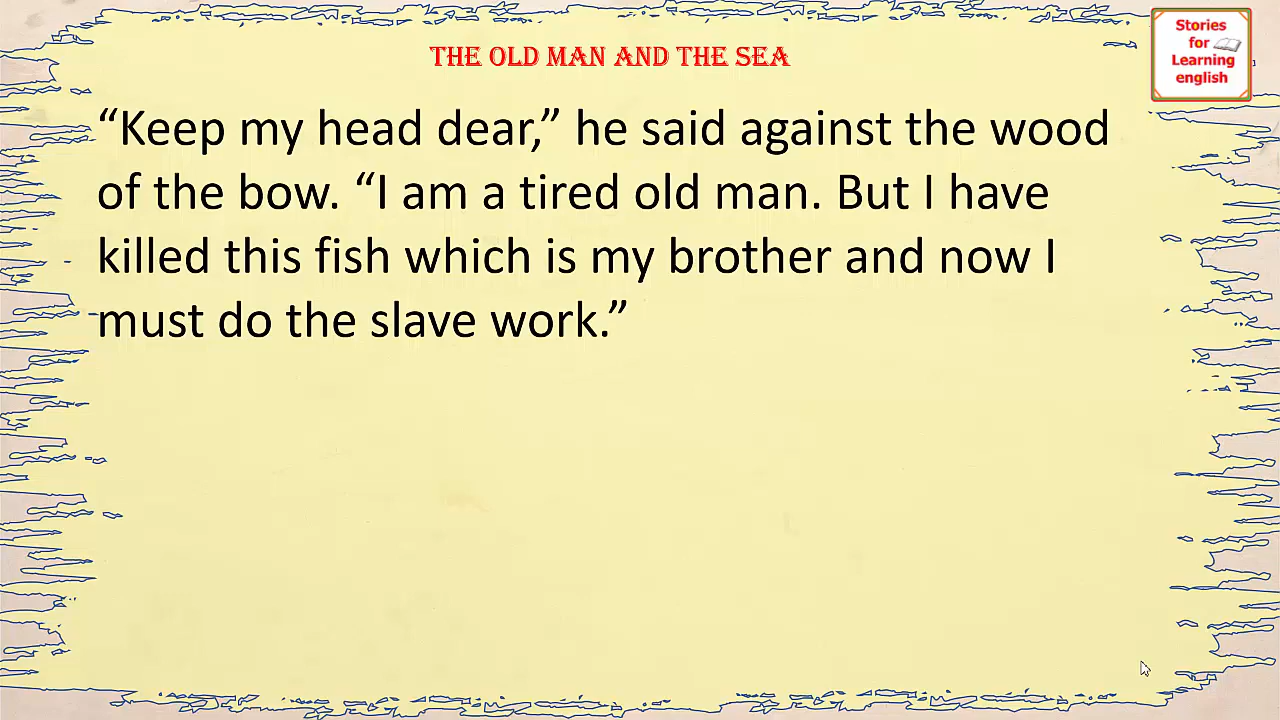 THE OLD MAN AND THE SEA
Stories
for
Learning
english
“Keep my head dear,” he said against the wood
of the bow. “I am a tired old man. But I have
killed this fish which is my brother and now I
must do the slave work.”